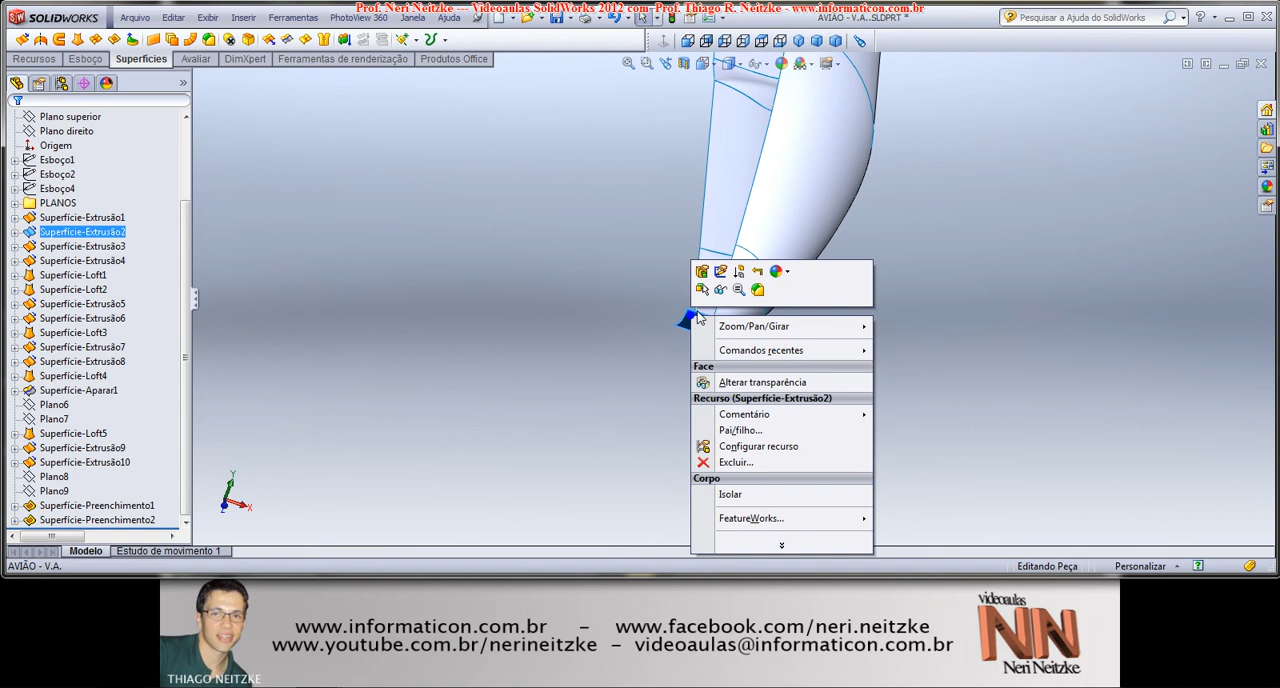 Prof. Neri Neitzke --- Videoaulas SolidWorks 2012 com Prof. Thiago R. Neitzke - www.informaticon.com.br
SOLIDWORKS Arquivo Editar Exibir Inserir Ferramentas PhotoView 360 Janela Ajuda AVIÃO - V.A..SLDPRT * Pesquisar a Ajuda do SolidWorks
Recursos Esboço Superfícies Avaliar DimXpert Ferramentas de renderização Produtos Office
Plano superior
Plano direito
Origem
Esboço1
Esboço2
Esboço4
PLANOS
Superfície-Extrusão1
Superfície-Extrusão2
Superfície-Extrusão3
Superfície-Extrusão4
Superfície-Loft1
Superfície-Loft2
Superfície-Extrusão5
Superfície-Extrusão6
Superfície-Loft3
Superfície-Extrusão7
Superfície-Extrusão8
Superfície-Loft4
Superfície-Aparar1
Plano6
Plano7
Superfície-Loft5
Superfície-Extrusão9
Superfície-Extrusão10
Plano8
Plano9
Superfície-Preenchimento1
Superfície-Preenchimento2
Zoom/Pan/Girar
Comandos recentes
Face
Alterar transparência
Recurso (Superfície-Extrusão2)
Comentário
Pai/filho...
Configurar recurso
Excluir...
Corpo
Isolar
FeatureWorks...
Y
X
Z
Modelo Estudo de movimento 1
AVIÃO - V.A. Editando Peça Personalizar
www.informaticon.com.br - www.facebook.com/neri.neitzke
www.youtube.com.br/nerineitzke - videoaulas@informaticon.com.br
THIAGO NEITZKE
videoaulas
NN
Neri Neitzke